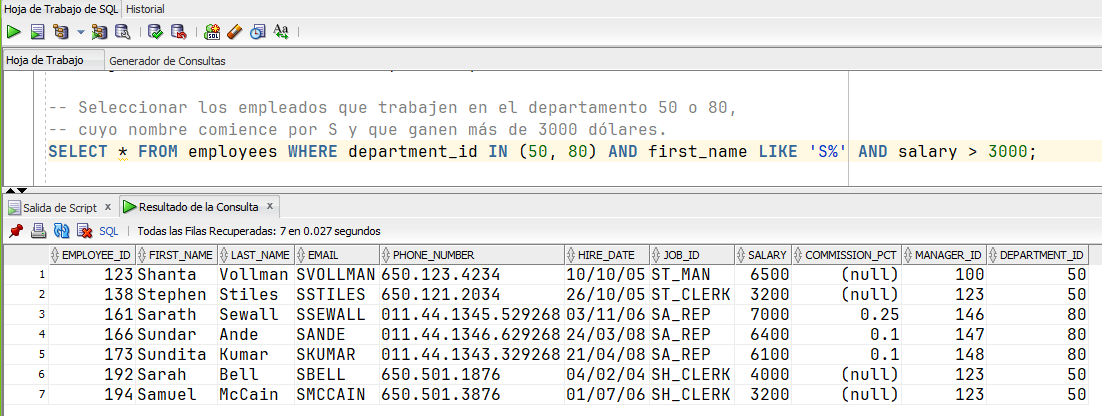 Hoja de Trabajo de SQL Historial
SQL
Aa
Hoja de Trabajo Generador de Consultas
-- Seleccionar los empleados que trabajen en el departamento 50 o 80,
-- cuyo nombre comience por S y que ganen más de 3000 dólares.
SELECT * FROM employees WHERE department_id IN (50, 80) AND first_name LIKE 'S%' AND salary > 3000;
Salida de Script x Resultado de la Consulta x
SQL | Todas las Filas Recuperadas: 7 en 0.027 segundos
EMPLOYEE_ID FIRST_NAME LAST_NAME EMAIL PHONE_NUMBER HIRE_DATE JOB_ID SALARY COMMISSION_PCT MANAGER_ID DEPARTMENT_ID
1 123 Shanta Vollman SVOLLMAN 650.123.4234 10/10/05 ST_MAN 6500 (null) 100 50
2 138 Stephen Stiles SSTILES 650.121.2034 26/10/05 ST_CLERK 3200 (null) 123 50
3 161 Sarath Sewall SSEWALL 011.44.1345.529268 03/11/06 SA_REP 7000 0.25 146 80
4 166 Sundar Ande SANDE 011.44.1346.629268 24/03/08 SA_REP 6400 0.1 147 80
5 173 Sundita Kumar SKUMAR 011.44.1343.329268 21/04/08 SA_REP 6100 0.1 148 80
6 192 Sarah Bell SBELL 650.501.1876 04/02/04 SH_CLERK 4000 (null) 123 50
7 194 Samuel McCain SMCCAIN 650.501.3876 01/07/06 SH_CLERK 3200 (null) 123 50